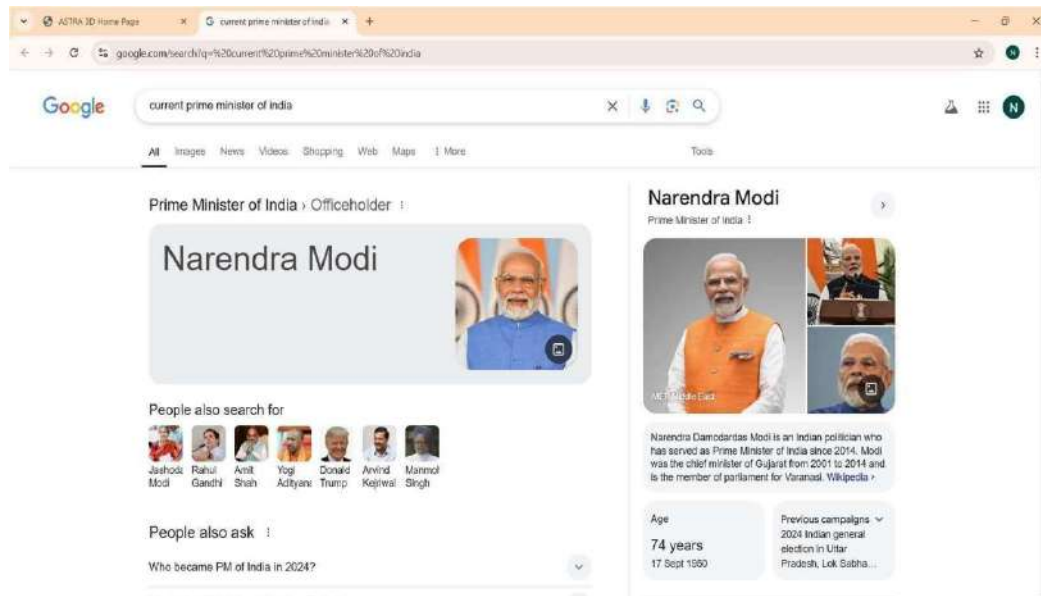 ASTRA 3D Home Page
current prime minister of india
google.com/search?q=%20current%20prime%20minister%20of%20india
N
Google
current prime minister of india
N
All Images News Videos Shopping Web Maps More Tools
Prime Minister of India › Officeholder
Narendra Modi
People also search for
Jashoda Modi
Rahul Gandhi
Amit Shah
Yogi Adityana
Donald Trump
Arvind Kejriwal
Manmoh Singh
People also ask
Who became PM of India in 2024?
Narendra Modi
Prime Minister of India
Middle East
Narendra Damodardas Modi is an Indian politician who
has served as Prime Minister of India since 2014. Modi
was the chief minister of Gujarat from 2001 to 2014 and
is the member of parliament for Varanasi. Wikipedia ›
Age
74 years
17 Sept 1950
Previous campaigns
2024 Indian general
election in Uttar
Pradesh, Lok Sabha...